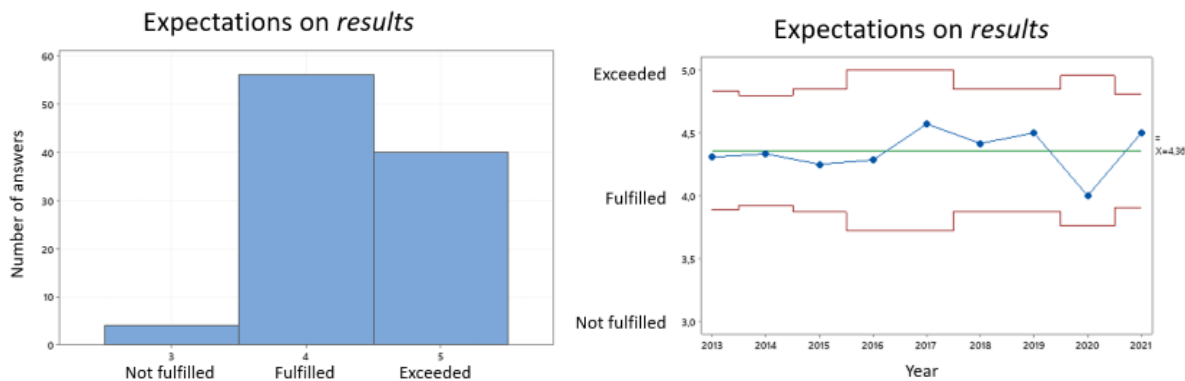 Expectations on results
Number of answers
60
50
40
30
20
10
0
3
4
5
Not fulfilled
Fulfilled
Exceeded
Expectations on results
Exceeded
Fulfilled
Not fulfilled
5,0
4,5
4,0
3,5
3,0
X=4,36
2013
2014
2015
2016
2017
2018
2019
2020
2021
Year